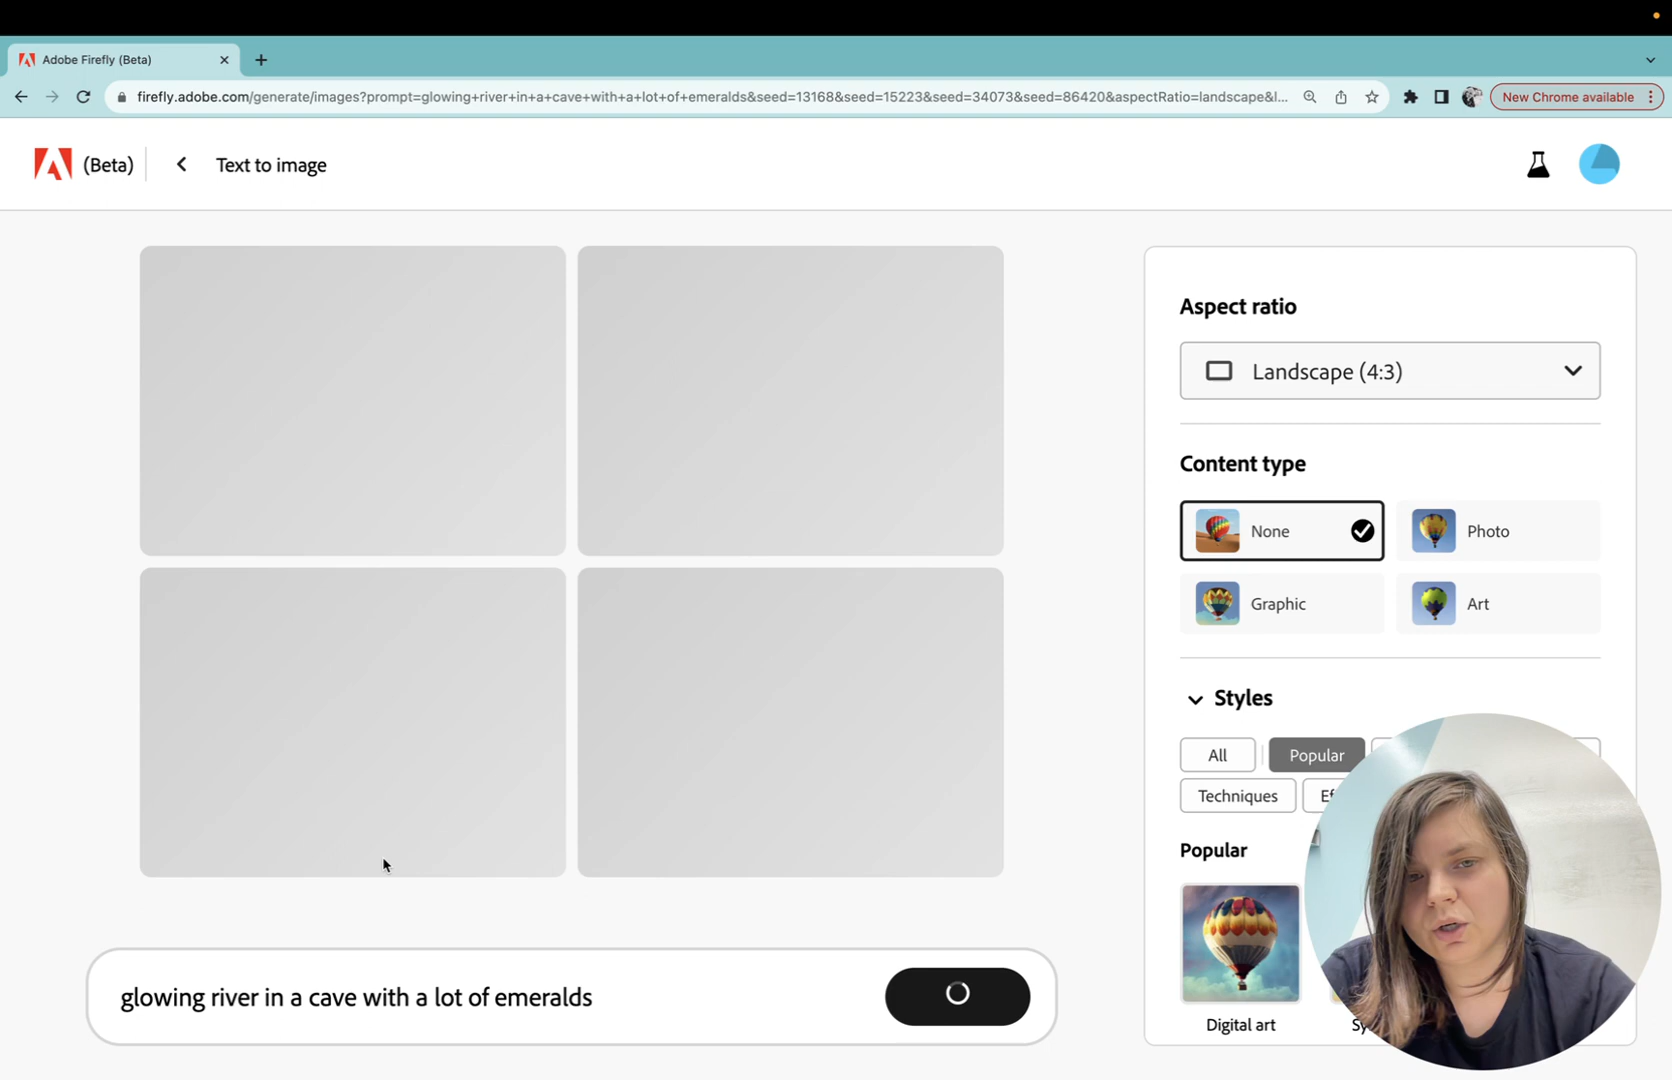 Adobe Firefly (Beta)
firefly.adobe.com/generate/images?prompt=glowing+river+in+a+cave+with+a+lot+of+emeralds&seed=13168&seed=15223&seed=34073&seed=86420&aspectRatio=landscape&l...
New Chrome available
(Beta)
Text to image
Aspect ratio
Landscape (4:3)
Content type
None
Photo
Graphic
Art
Styles
All
Popular
Techniques
Popular
Digital art
glowing river in a cave with a lot of emeralds